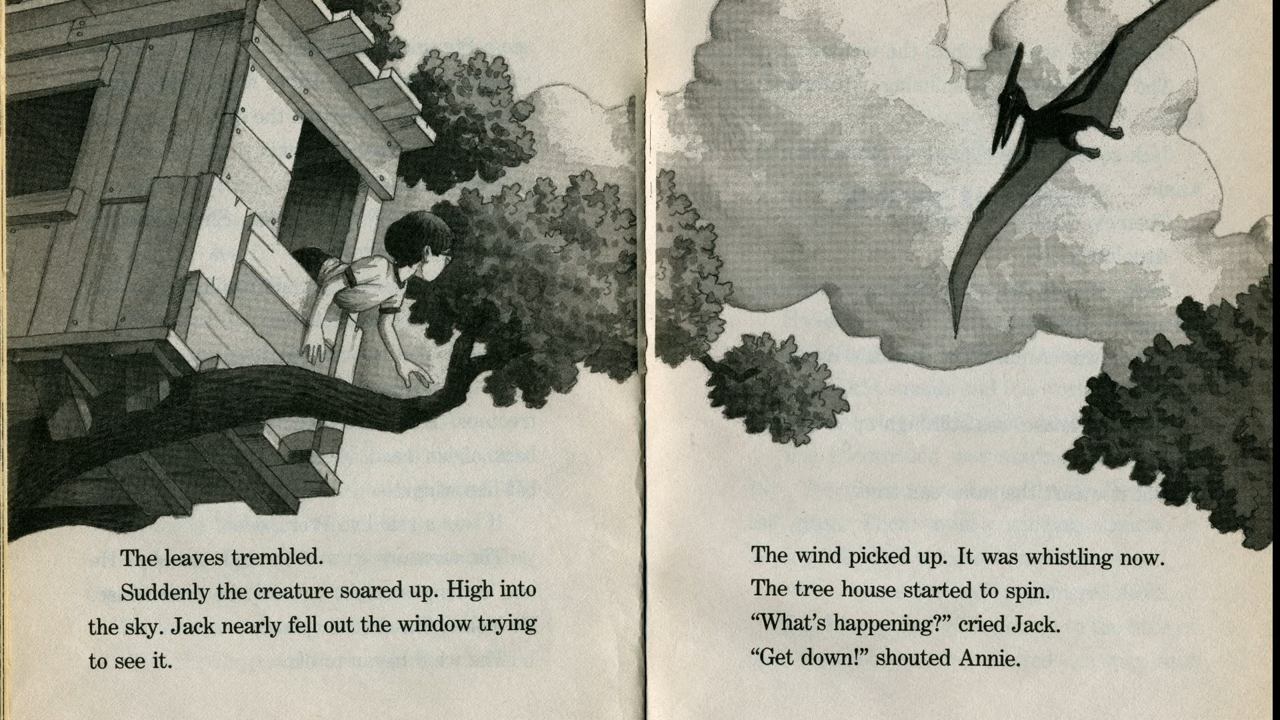 The leaves trembled.
Suddenly the creature soared up. High into
the sky. Jack nearly fell out the window trying
to see it.
The wind picked up. It was whistling now.
The tree house started to spin.
“What’s happening?” cried Jack.
“Get down!” shouted Annie.